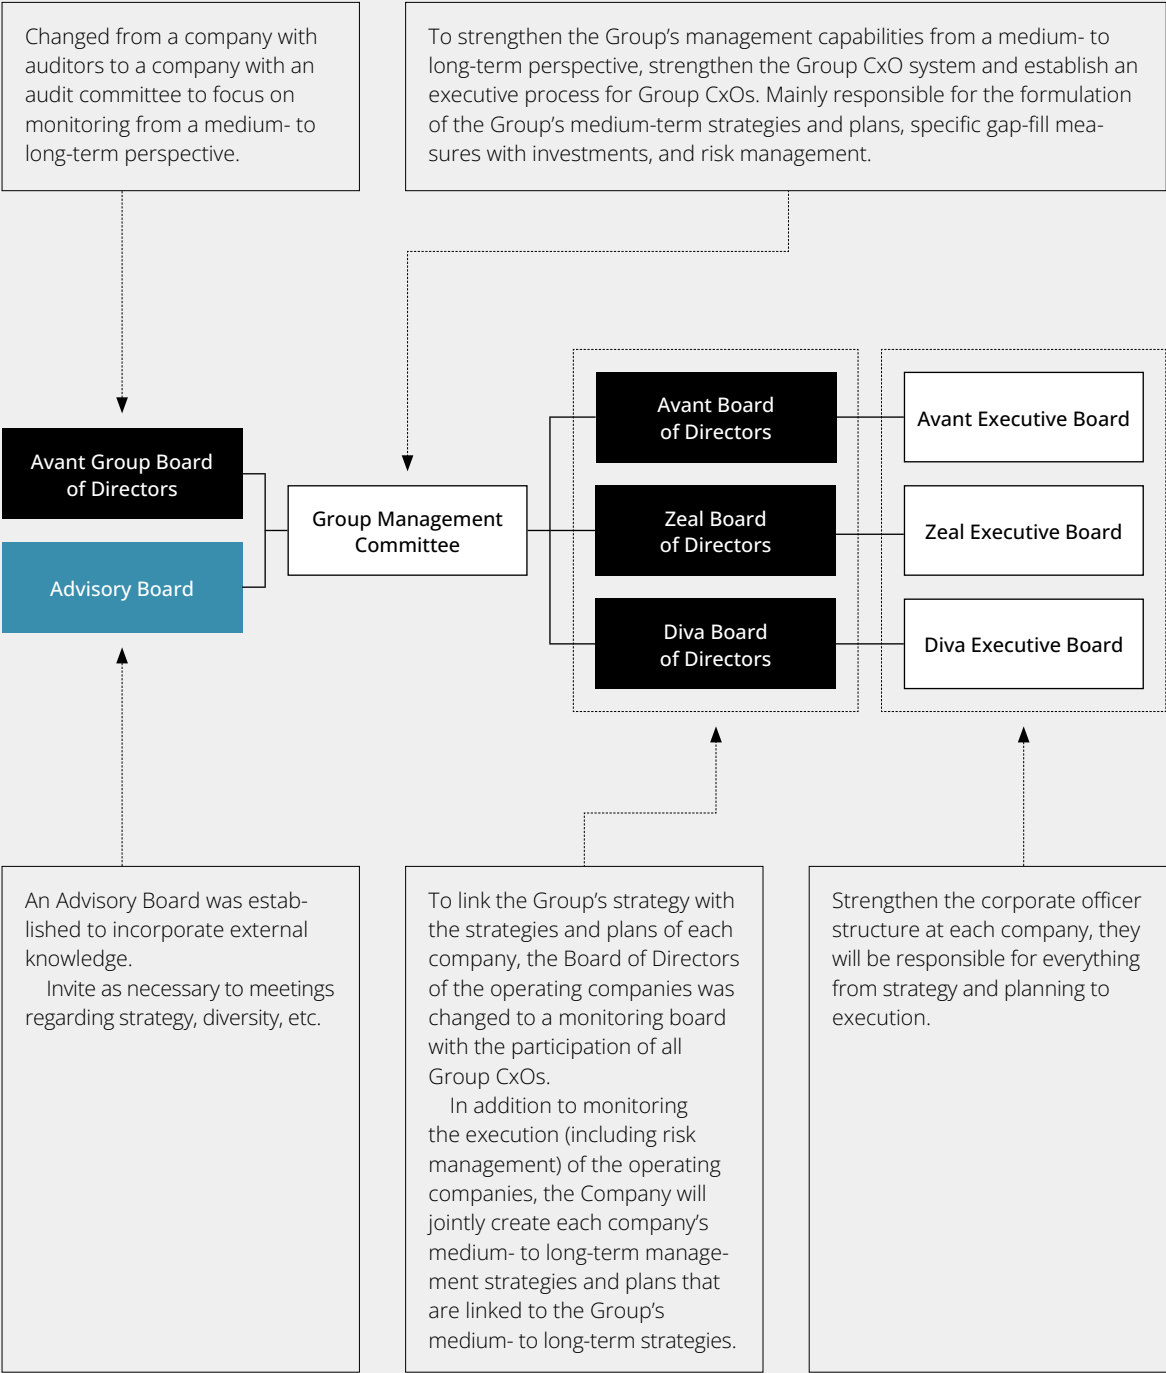 Changed from a company with
auditors to a company with an
audit committee to focus on
monitoring from a medium- to
long-term perspective.
To strengthen the Group’s management capabilities from a medium- to
long-term perspective, strengthen the Group CxO system and establish an
executive process for Group CxOs. Mainly responsible for the formulation
of the Group’s medium-term strategies and plans, specific gap-fill mea-
sures with investments, and risk management.
Avant Group Board
of Directors
Advisory Board
Group Management
Committee
Avant Board
of Directors
Avant Executive Board
Zeal Board
of Directors
Zeal Executive Board
Diva Board
of Directors
Diva Executive Board
An Advisory Board was estab-
lished to incorporate external
knowledge.
Invite as necessary to meetings
regarding strategy, diversity, etc.
To link the Group’s strategy with
the strategies and plans of each
company, the Board of Directors
of the operating companies was
changed to a monitoring board
with the participation of all
Group CxOs.
In addition to monitoring
the execution (including risk
management) of the operating
companies, the Company will
jointly create each company’s
medium- to long-term manage-
ment strategies and plans that
are linked to the Group’s
medium- to long-term strategies.
Strengthen the corporate officer
structure at each company, they
will be responsible for everything
from strategy and planning to
execution.